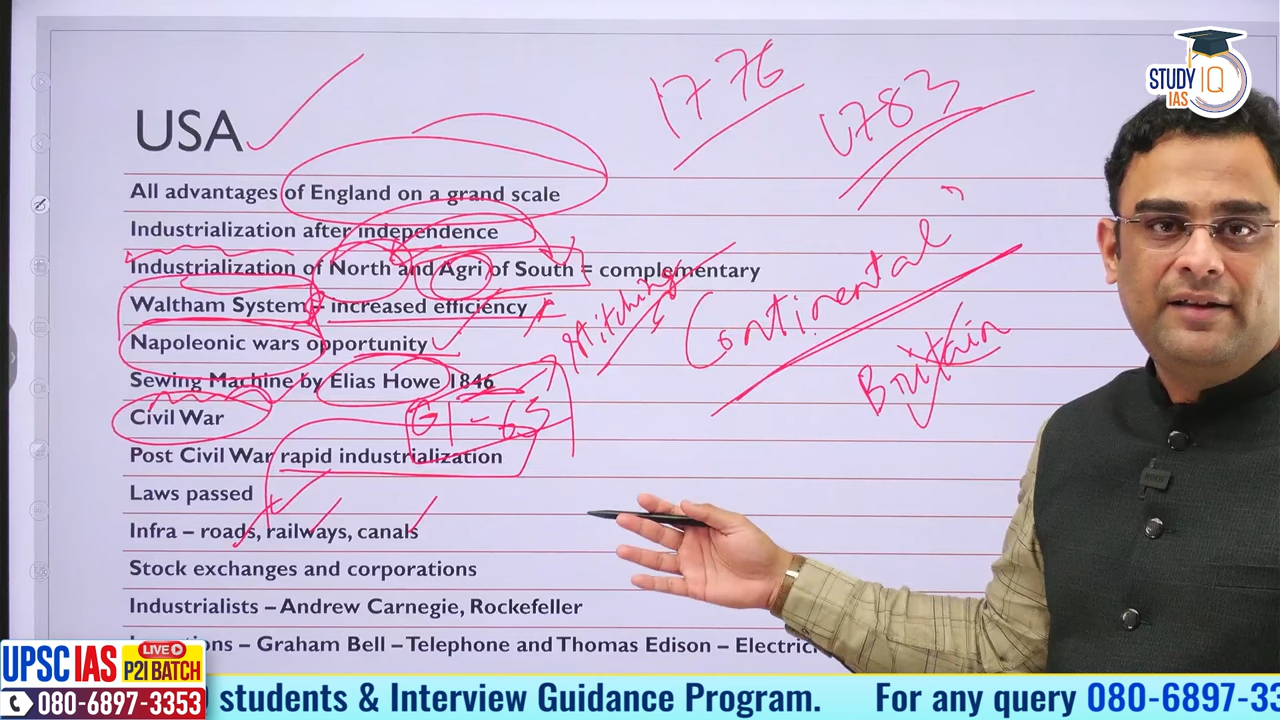 STUDY IQ
IAS
1776
1783
USA
All advantages of England on a grand scale
Industrialization after independence
Industrialization of North and Agri of South = complementary
Waltham System – increased efficiency
Napoleonic wars opportunity
Sewing Machine by Elias Howe 1846
Stitching
Continental
Britain
Civil War
61-65
Post Civil War rapid industrialization
Laws passed
Infra – roads, railways, canals
Stock exchanges and corporations
Industrialists – Andrew Carnegie, Rockefeller
– Graham Bell – Telephone and Thomas Edison –
UPSC IAS
LIVE
P2I BATCH
080-6897-3353
students & Interview Guidance Program. For any query 080-6897-33